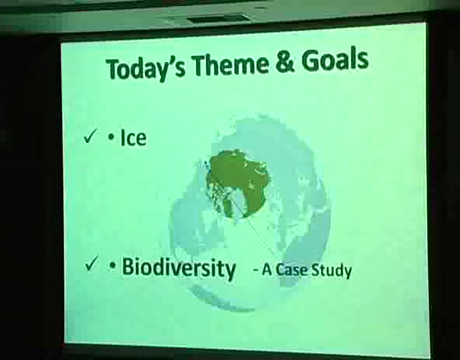 Today's Theme & Goals
✓ • Ice
✓ • Biodiversity - A Case Study